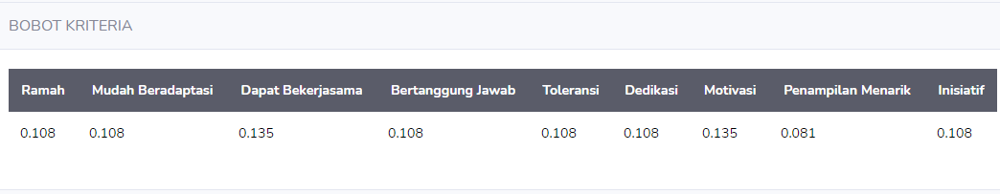 BOBOT KRITERIA
Ramah Mudah Beradaptasi Dapat Bekerjasama Bertanggung Jawab Toleransi Dedikasi Motivasi Penampilan Menarik Inisiatif
0.108 0.108 0.135 0.108 0.108 0.108 0.135 0.081 0.108